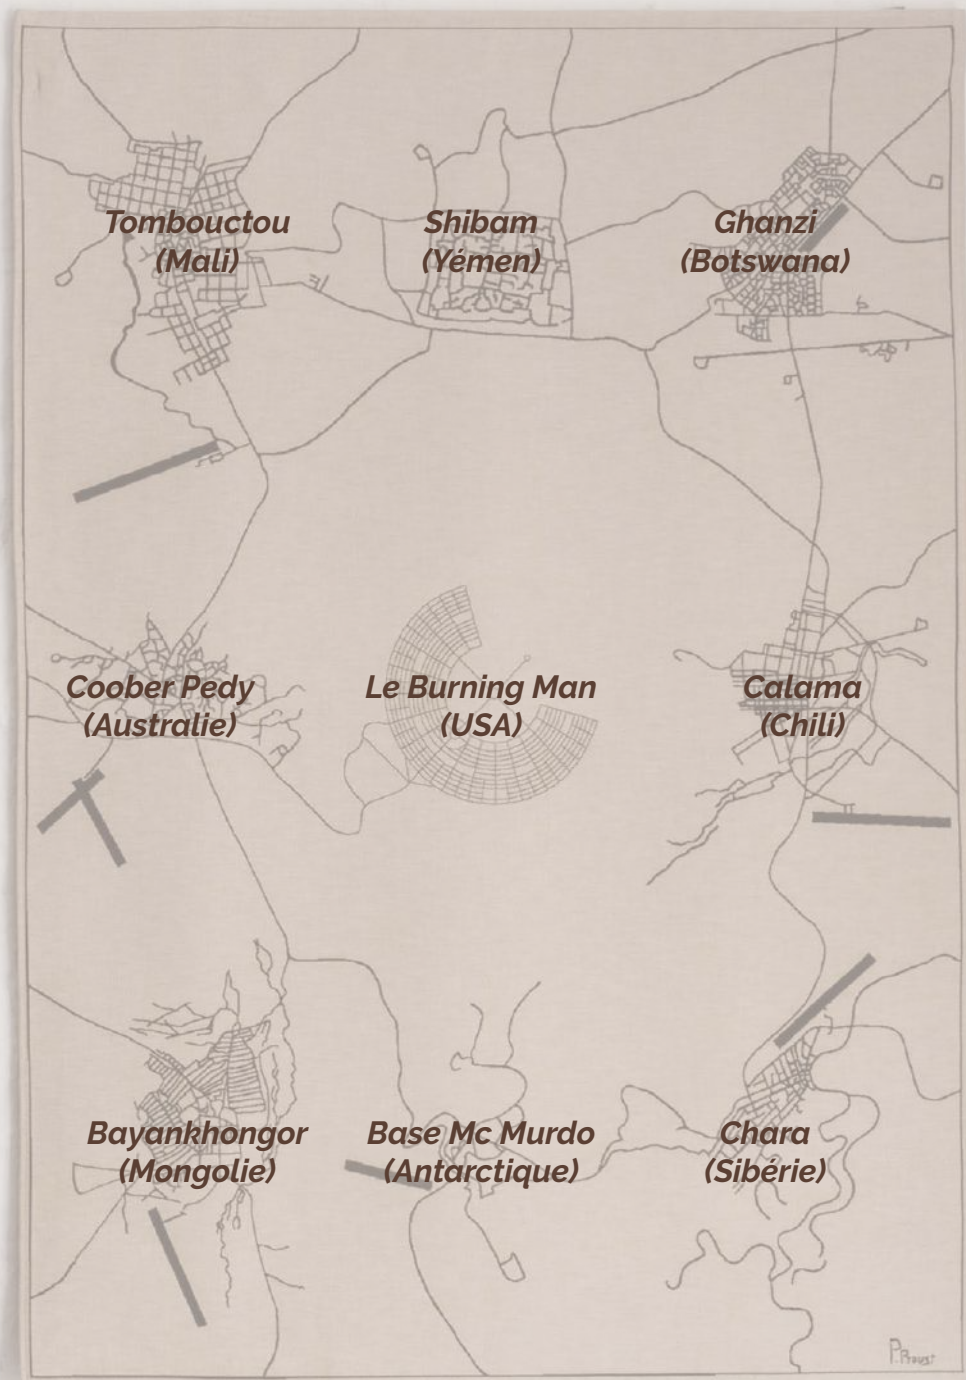 Tombouctou
(Mali)
Shibam
(Yémen)
Ghanzi
(Botswana)
Coober Pedy
(Australie)
Le Burning Man
(USA)
Calama
(Chili)
Bayankhongor
(Mongolie)
Base Mc Murdo
(Antarctique)
Chara
(Sibérie)
P. Proust